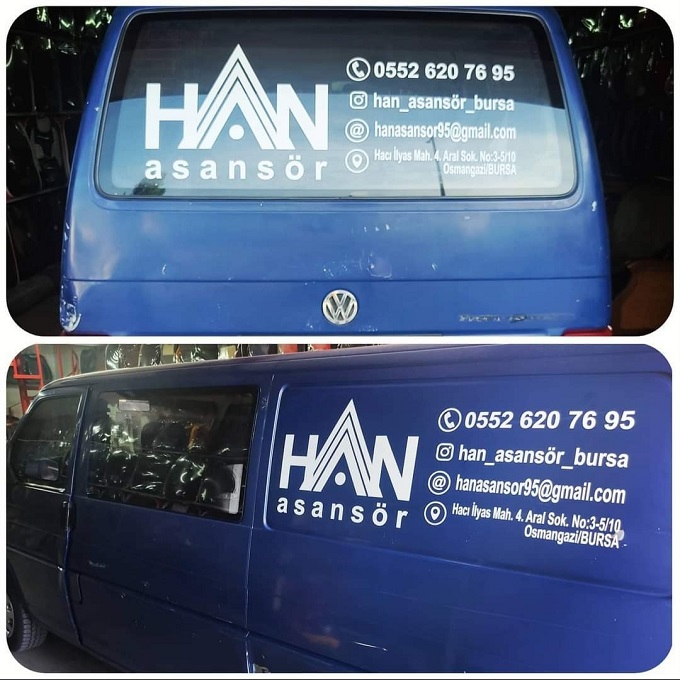 HAN
asansör
0552 620 76 95
han_asansör_bursa
hanasansor95@gmail.com
Hacı İlyas Mah. 4. Aral Sok. No:3-5/10
Osmangazi/BURSA
HAN
asansör
0552 620 76 95
han_asansör_bursa
hanasansor95@gmail.com
Hacı İlyas Mah. 4. Aral Sok. No:3-5/10
Osmangazi/BURSA